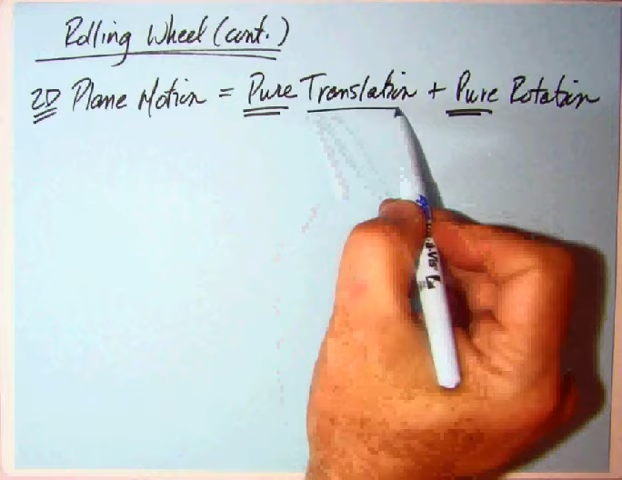 Rolling Wheel (cont.)
2D Plane Motion = Pure Translation + Pure Rotation